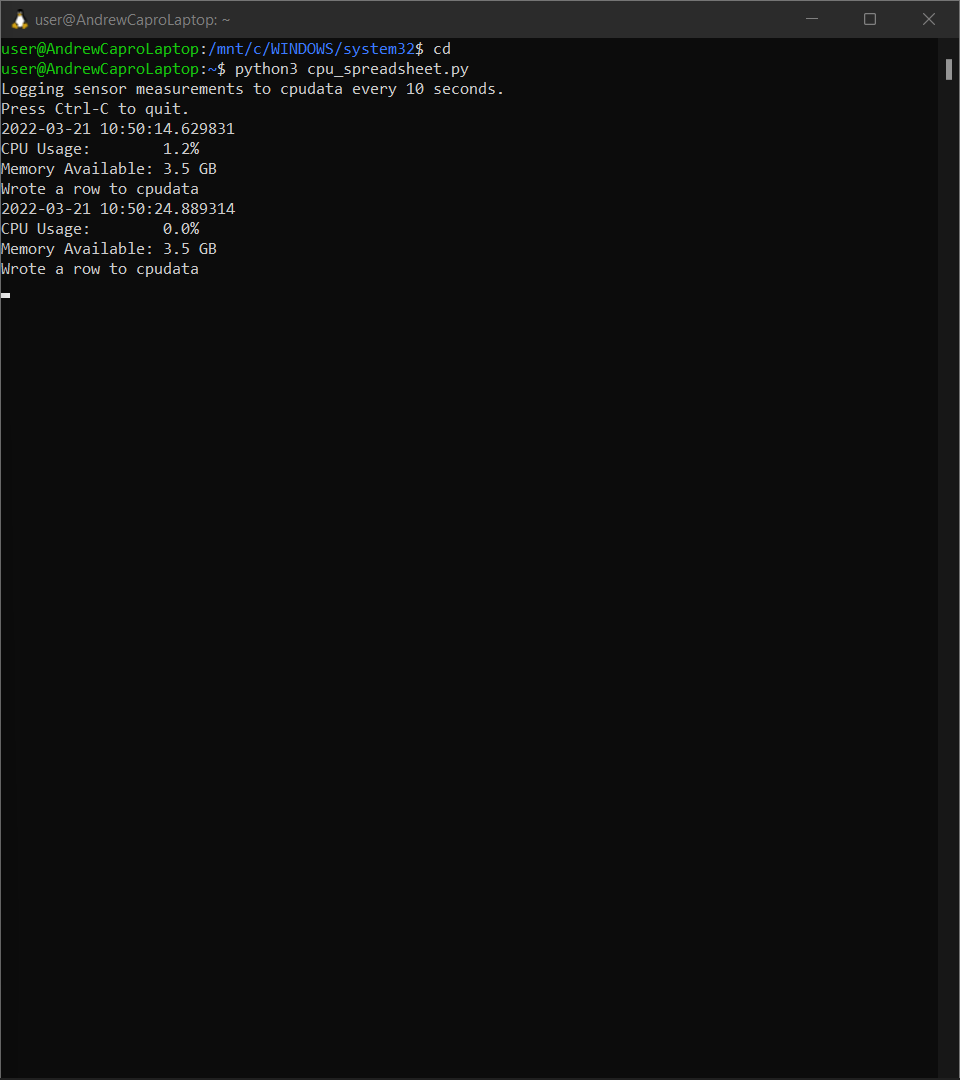 user@AndrewCaproLaptop: ~
user@AndrewCaproLaptop:/mnt/c/WINDOWS/system32$ cd
user@AndrewCaproLaptop:~$ python3 cpu_spreadsheet.py
Logging sensor measurements to cpudata every 10 seconds.
Press Ctrl-C to quit.
2022-03-21 10:50:14.629831
CPU Usage:        1.2%
Memory Available: 3.5 GB
Wrote a row to cpudata
2022-03-21 10:50:24.889314
CPU Usage:        0.0%
Memory Available: 3.5 GB
Wrote a row to cpudata